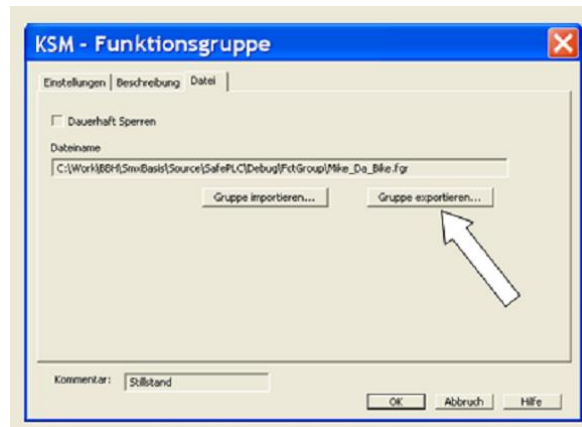 KSM - Funktionsgruppe
Einstellungen Beschreibung Datei
Dauerhaft Sperren
Dateiname
C:\Work\BBH\SmxBasis\Source\SafePLC\Debug\FctGroup\Mike_Da_Bike.fgr
Gruppe importieren... Gruppe exportieren...
Kommentar: Stillstand
OK Abbruch Hilfe